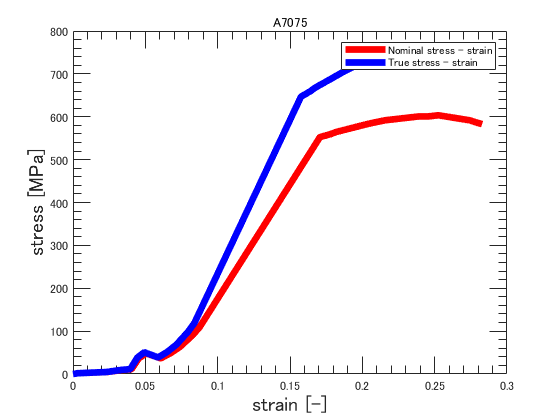 A7075
800
700
600
500
400
300
200
100
0
stress [MPa]
Nominal stress - strain
True stress - strain
0 0.05 0.1 0.15 0.2 0.25 0.3
strain [-]